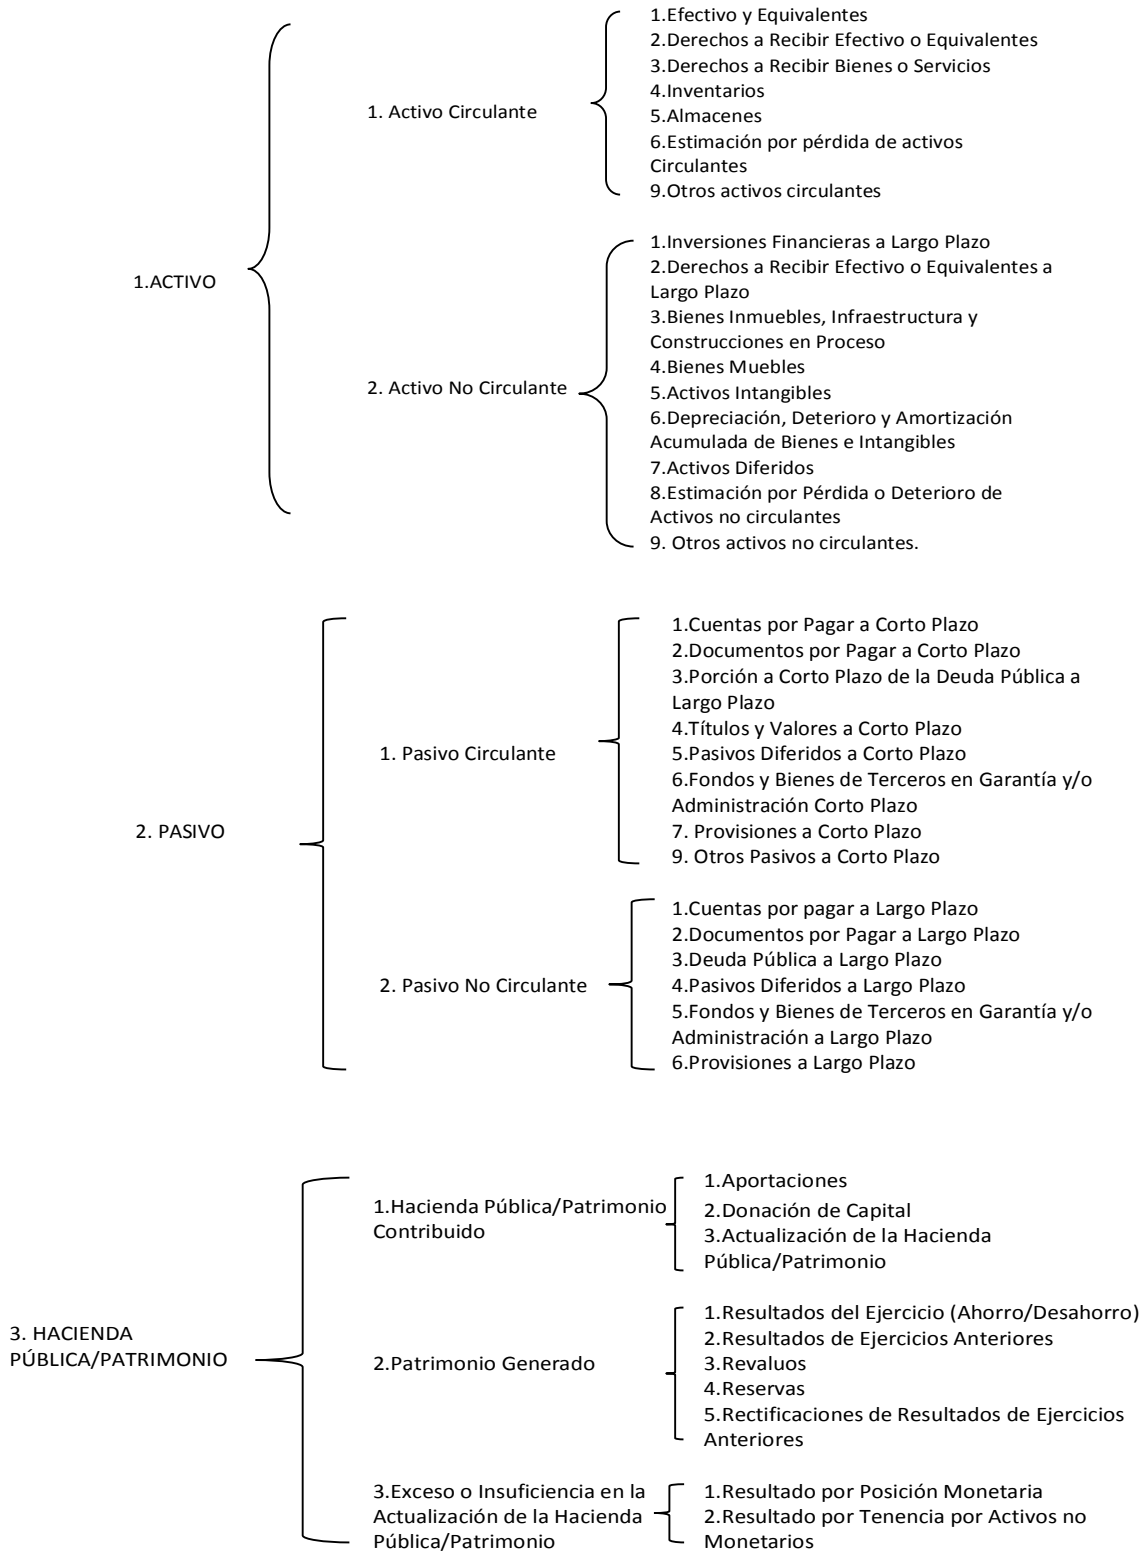 1.ACTIVO
1. Activo Circulante
1.Efectivo y Equivalentes
2.Derechos a Recibir Efectivo o Equivalentes
3.Derechos a Recibir Bienes o Servicios
4.Inventarios
5.Almacenes
6.Estimación por pérdida de activos
Circulantes
9.Otros activos circulantes
2. Activo No Circulante
1.Inversiones Financieras a Largo Plazo
2.Derechos a Recibir Efectivo o Equivalentes a
Largo Plazo
3.Bienes Inmuebles, Infraestructura y
Construcciones en Proceso
4.Bienes Muebles
5.Activos Intangibles
6.Depreciación, Deterioro y Amortización
Acumulada de Bienes e Intangibles
7.Activos Diferidos
8.Estimación por Pérdida o Deterioro de
Activos no circulantes
9. Otros activos no circulantes.
2. PASIVO
1. Pasivo Circulante
1.Cuentas por Pagar a Corto Plazo
2.Documentos por Pagar a Corto Plazo
3.Porción a Corto Plazo de la Deuda Pública a
Largo Plazo
4.Títulos y Valores a Corto Plazo
5.Pasivos Diferidos a Corto Plazo
6.Fondos y Bienes de Terceros en Garantía y/o
Administración Corto Plazo
7. Provisiones a Corto Plazo
9. Otros Pasivos a Corto Plazo
2. Pasivo No Circulante
1.Cuentas por pagar a Largo Plazo
2.Documentos por Pagar a Largo Plazo
3.Deuda Pública a Largo Plazo
4.Pasivos Diferidos a Largo Plazo
5.Fondos y Bienes de Terceros en Garantía y/o
Administración a Largo Plazo
6.Provisiones a Largo Plazo
3. HACIENDA
PÚBLICA/PATRIMONIO
1.Hacienda Pública/Patrimonio
Contribuido
1.Aportaciones
2.Donación de Capital
3.Actualización de la Hacienda
Pública/Patrimonio
2.Patrimonio Generado
1.Resultados del Ejercicio (Ahorro/Desahorro)
2.Resultados de Ejercicios Anteriores
3.Revaluos
4.Reservas
5.Rectificaciones de Resultados de Ejercicios
Anteriores
3.Exceso o Insuficiencia en la
Actualización de la Hacienda
Pública/Patrimonio
1.Resultado por Posición Monetaria
2.Resultado por Tenencia por Activos no
Monetarios